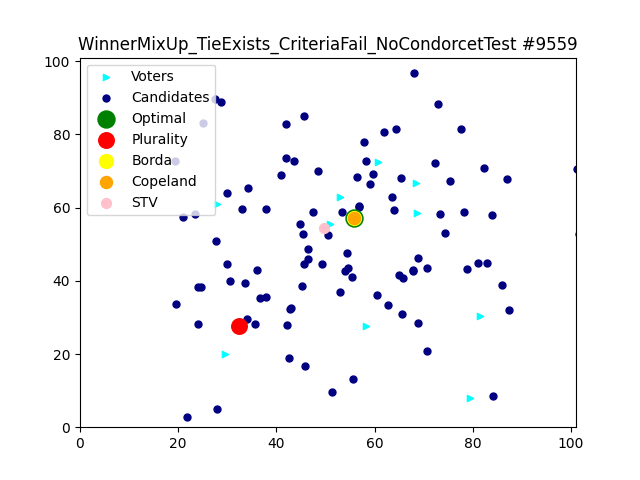 WinnerMixUp_TieExists_CriteriaFail_NoCondorcetTest #9559
100
80
60
40
20
0
Voters
Candidates
Optimal
Plurality
Borda
Copeland
STV
0 20 40 60 80 100